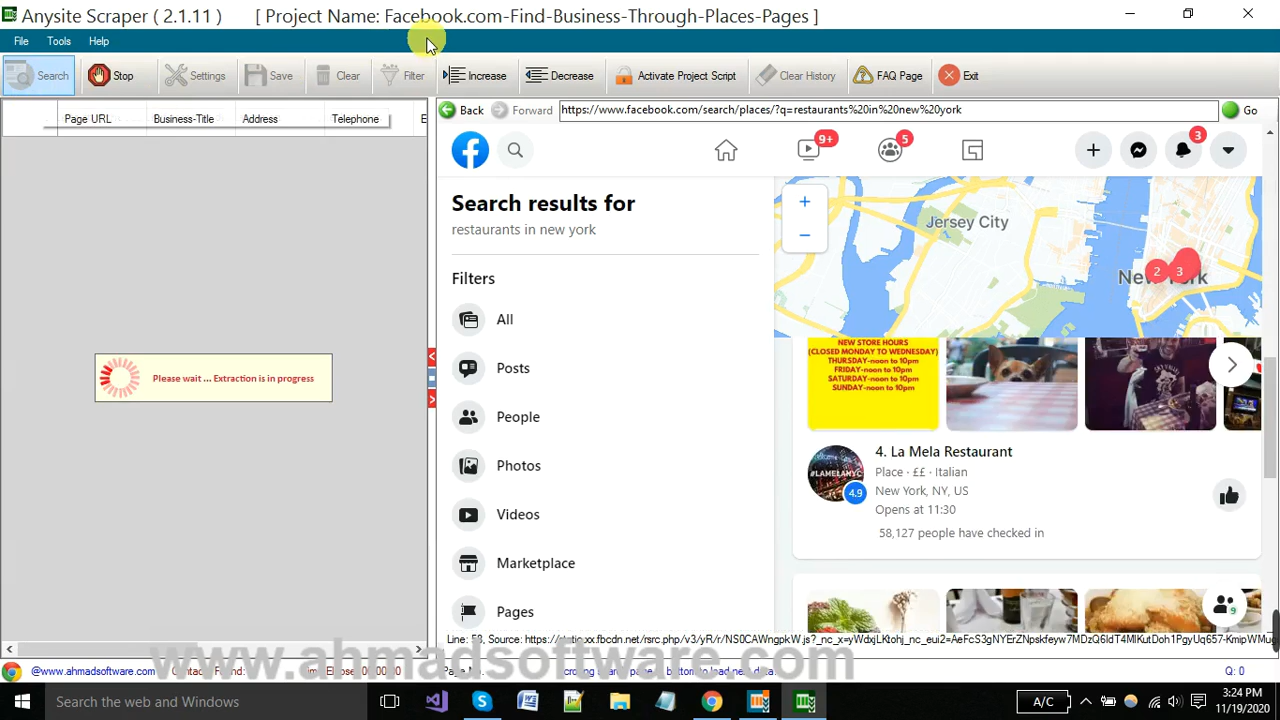 Anysite Scraper ( 2.1.11 ) [ Project Name: Facebook.com-Find-Business-Through-Places-Pages ]
File Tools Help
Search Stop Settings Save Clear Filter Increase Decrease Activate Project Script Clear History FAQ Page Exit
Back Forward https://www.facebook.com/search/places/?q=restaurants%20in%20new%20york Go
Page URL Business-Title Address Telephone E
9+ 5 3
Search results for
restaurants in new york
Filters
All
Posts
People
Photos
Videos
Marketplace
Pages
+
−
Jersey City
New York
2 3
Please wait ... Extraction is in progress
NEW STORE HOURS
(CLOSED MONDAY TO WEDNESDAY)
THURSDAY-noon to 10pm
FRIDAY-noon to 10pm
SATURDAY-noon to 10pm
SUNDAY-noon to 10pm
#LAMELANYC
4.9
4. La Mela Restaurant
Place · ££ · Italian
New York, NY, US
Opens at 11:30
58,127 people have checked in
9
www.ahmadsoftware.com
@www.ahmadsoftware.com
Q: 0
Search the web and Windows
A/C
3:24 PM
11/19/2020